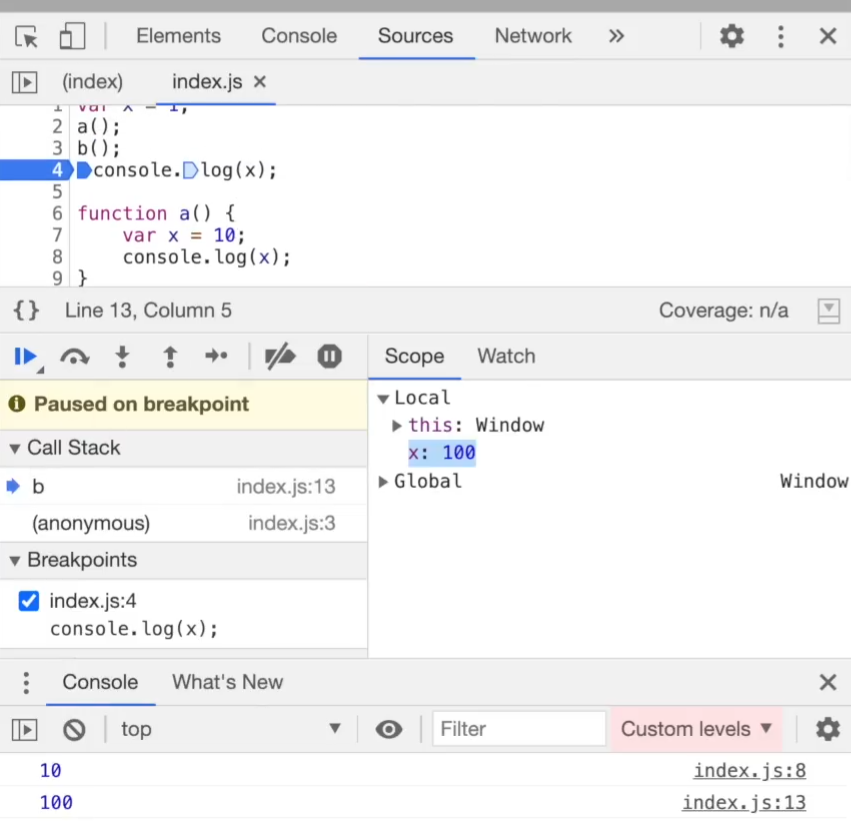 Elements Console Sources Network »
(index) index.js ×
1 var x = 1;
2 a();
3 b();
4 console.log(x);
5
6 function a() {
7 var x = 10;
8 console.log(x);
9 }
{} Line 13, Column 5 Coverage: n/a
Scope Watch
Paused on breakpoint
Call Stack
b index.js:13
(anonymous) index.js:3
Breakpoints
index.js:4
console.log(x);
Local
this: Window
x: 100
Global Window
Console What's New
top Filter Custom levels
10 index.js:8
100 index.js:13